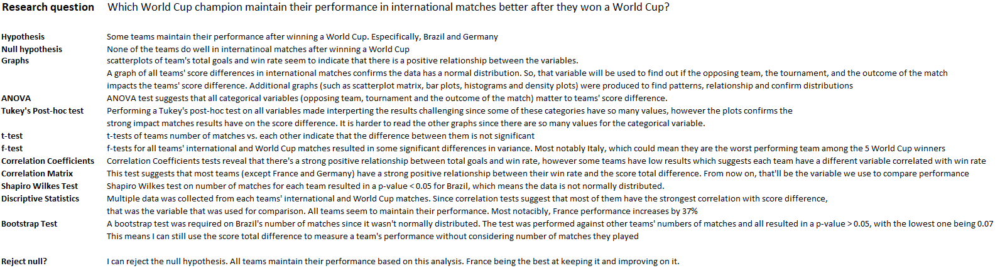 Research question Which World Cup champion maintain their performance in international matches better after they won a World Cup?
Hypothesis Some teams maintain their performance after winning a World Cup. Especifically, Brazil and Germany
Null hypothesis None of the teams do well in internatinoal matches after winning a World Cup
Graphs scatterplots of team's total goals and win rate seem to indicate that there is a positive relationship between the variables.
A graph of all teams' score differences in international matches confirms the data has a normal distribution. So, that variable will be used to find out if the opposing team, the tournament, and the outcome of the match
impacts the teams' score difference. Additional graphs (such as scatterplot matrix, bar plots, histograms and density plots) were produced to find patterns, relationship and confirm distributions
ANOVA ANOVA test suggests that all categorical variables (opposing team, tournament and the outcome of the match) matter to teams' score difference.
Tukey's Post-hoc test Performing a Tukey's post-hoc test on all variables made interperting the results challenging since some of these categories have so many values, however the plots confirms the
strong impact matches results have on the score difference. It is harder to read the other graphs since there are so many values for the categorical variable.
t-test t-tests of teams number of matches vs. each other indicate that the difference between them is not significant
f-test f-tests for all teams' international and World Cup matches resulted in some significant differences in variance. Most notably Italy, which could mean they are the worst performing team among the 5 World Cup winners
Correlation Coefficients Correlation Coefficients tests reveal that there's a strong positive relationship between total goals and win rate, however some teams have low results which suggests each team have a different variable correlated with win rate
Correlation Matrix This test suggests that most teams (except France and Germany) have a strong positive relationship between their win rate and the score total difference. From now on, that'll be the variable we use to compare performance
Shapiro Wilkes Test Shapiro Wilkes test on number of matches for each team resulted in a p-value < 0.05 for Brazil, which means the data is not normally distributed.
Discriptive Statistics Multiple data was collected from each teams' international and World Cup matches. Since correlation tests suggest that most of them have the strongest correlation with score difference,
that was the variable that was used for comparison. All teams seem to maintain their performance. Most notacibly, France performance increases by 37%
Bootstrap Test A bootstrap test was required on Brazil's number of matches since it wasn't normally distributed. The test was performed against other teams' numbers of matches and all resulted in a p-value > 0.05, with the lowest one being 0.07
This means I can still use the score total difference to measure a team's performance without considering number of matches they played
Reject null? I can reject the null hypothesis. All teams maintain their performance based on this analysis. France being the best at keeping it and improving on it.